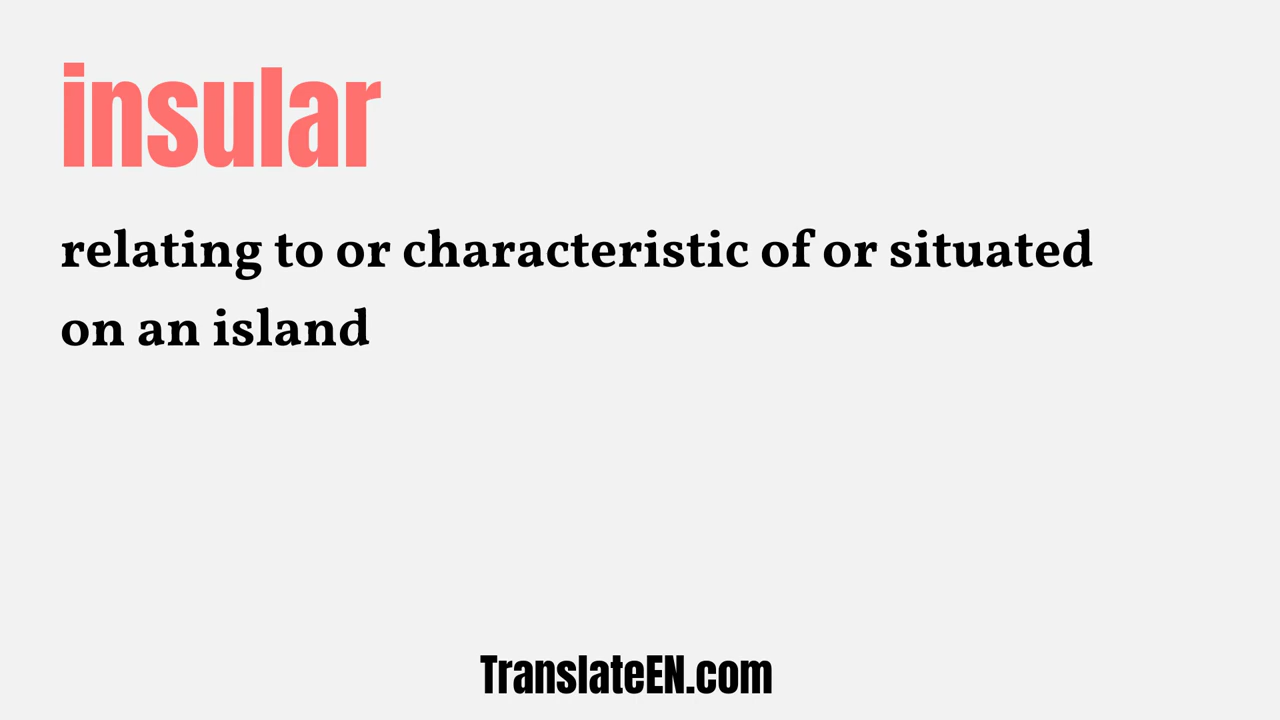 insular
relating to or characteristic of or situated
on an island
TranslateEN.com